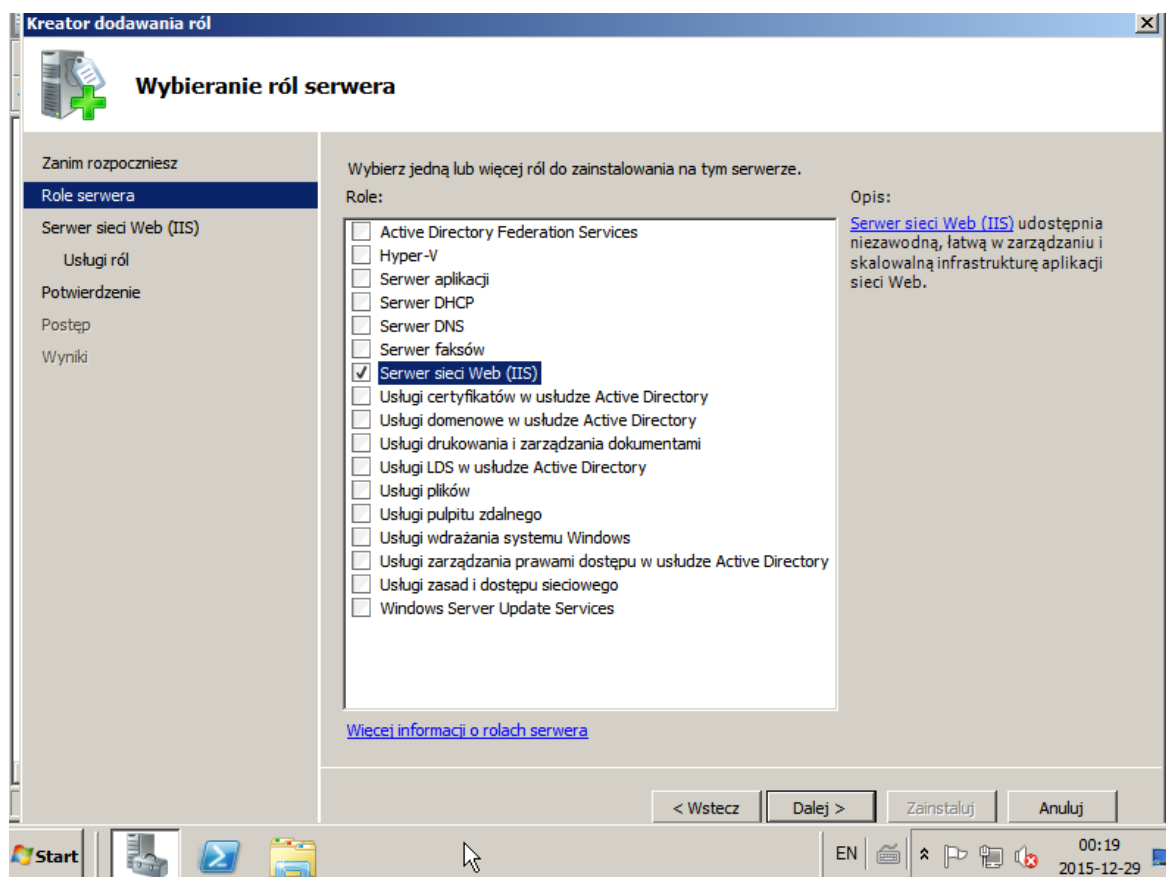 Kreator dodawania ról
Wybieranie ról serwera
Zanim rozpoczniesz
Role serwera
Serwer sieci Web (IIS)
Usługi ról
Potwierdzenie
Postęp
Wyniki
Wybierz jedną lub więcej ról do zainstalowania na tym serwerze.
Role:
Active Directory Federation Services
Hyper-V
Serwer aplikacji
Serwer DHCP
Serwer DNS
Serwer faksów
Serwer sieci Web (IIS)
Usługi certyfikatów w usłudze Active Directory
Usługi domenowe w usłudze Active Directory
Usługi drukowania i zarządzania dokumentami
Usługi LDS w usłudze Active Directory
Usługi plików
Usługi pulpitu zdalnego
Usługi wdrażania systemu Windows
Usługi zarządzania prawami dostępu w usłudze Active Directory
Usługi zasad i dostępu sieciowego
Windows Server Update Services
Więcej informacji o rolach serwera
Opis:
Serwer sieci Web (IIS) udostępnia
niezawodną, łatwą w zarządzaniu i
skalowalną infrastrukturę aplikacji
sieci Web.
< Wstecz
Dalej >
Zainstaluj
Anuluj
Start
EN
00:19
2015-12-29